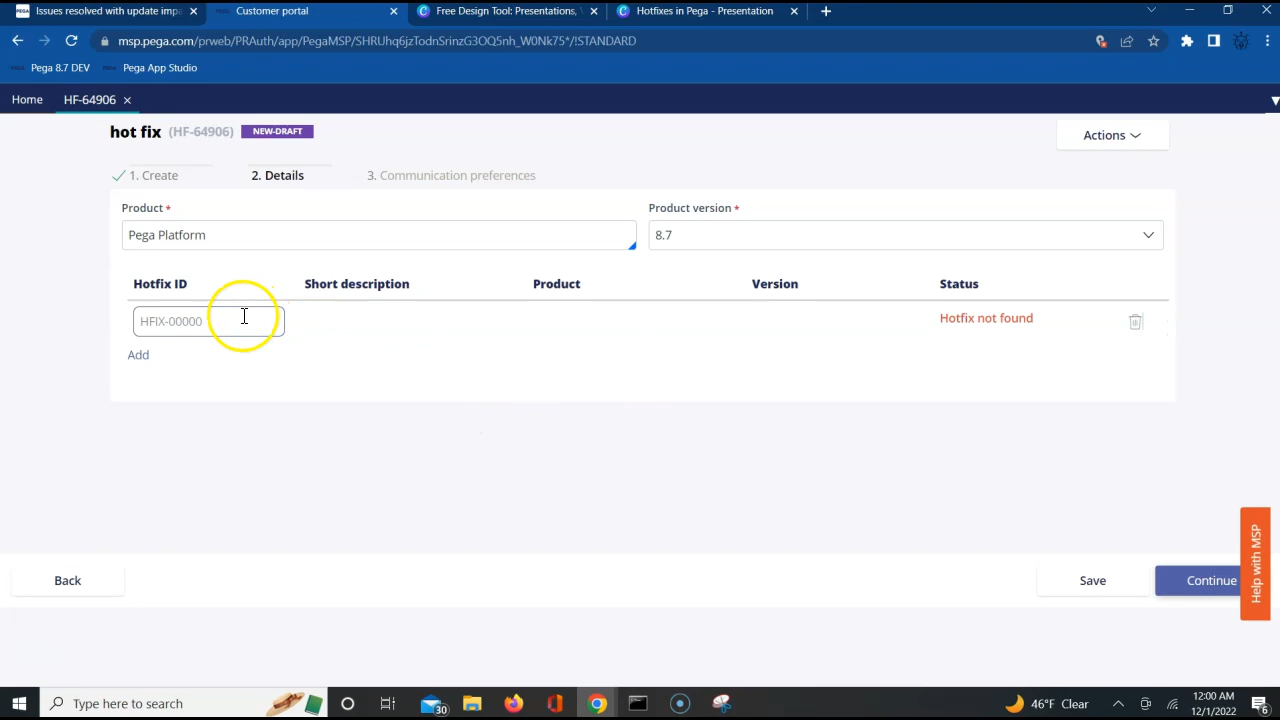 PEGA Issues resolved with update impa
PEGA Customer portal
Free Design Tool: Presentations, V
Hotfixes in Pega - Presentation
msp.pega.com/prweb/PRAuth/app/PegaMSP/SHRUhq6jzTodnSrinzG3OQ5nh_W0Nk75*/!STANDARD
Pega 8.7 DEV
Pega App Studio
Home
HF-64906
hot fix (HF-64906) NEW-DRAFT
Actions
1. Create
2. Details
3. Communication preferences
Product *
Product version *
Pega Platform
8.7
Hotfix ID
Short description
Product
Version
Status
HFIX-00000
Hotfix not found
Add
Help with MSP
Back
Save
Continue
Type here to search
30
46°F Clear
12:00 AM
12/1/2022
6